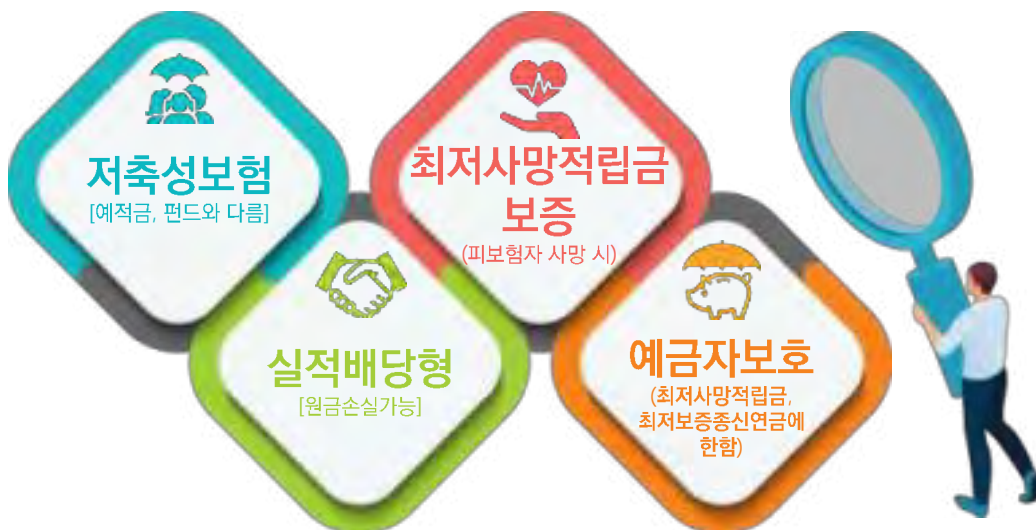 저축성보험
[예적금, 펀드와 다름]
최저사망적립금
보증
(피보험자 사망 시)
실적배당형
[원금손실가능]
예금자보호
(최저사망적립금,
최저보증종신연금에
한함)